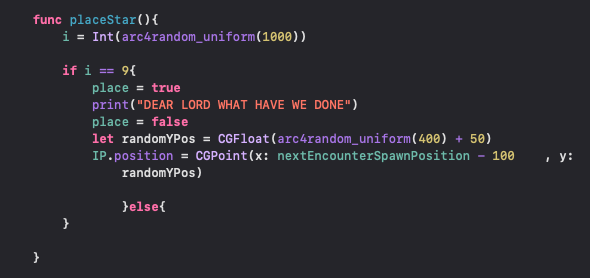 func placeStar(){
i = Int(arc4random_uniform(1000))
if i == 9{
place = true
print("DEAR LORD WHAT HAVE WE DONE")
place = false
let randomYPos = CGFloat(arc4random_uniform(400) + 50)
IP.position = CGPoint(x: nextEncounterSpawnPosition - 100    , y:
randomYPos)
}else{
}
}